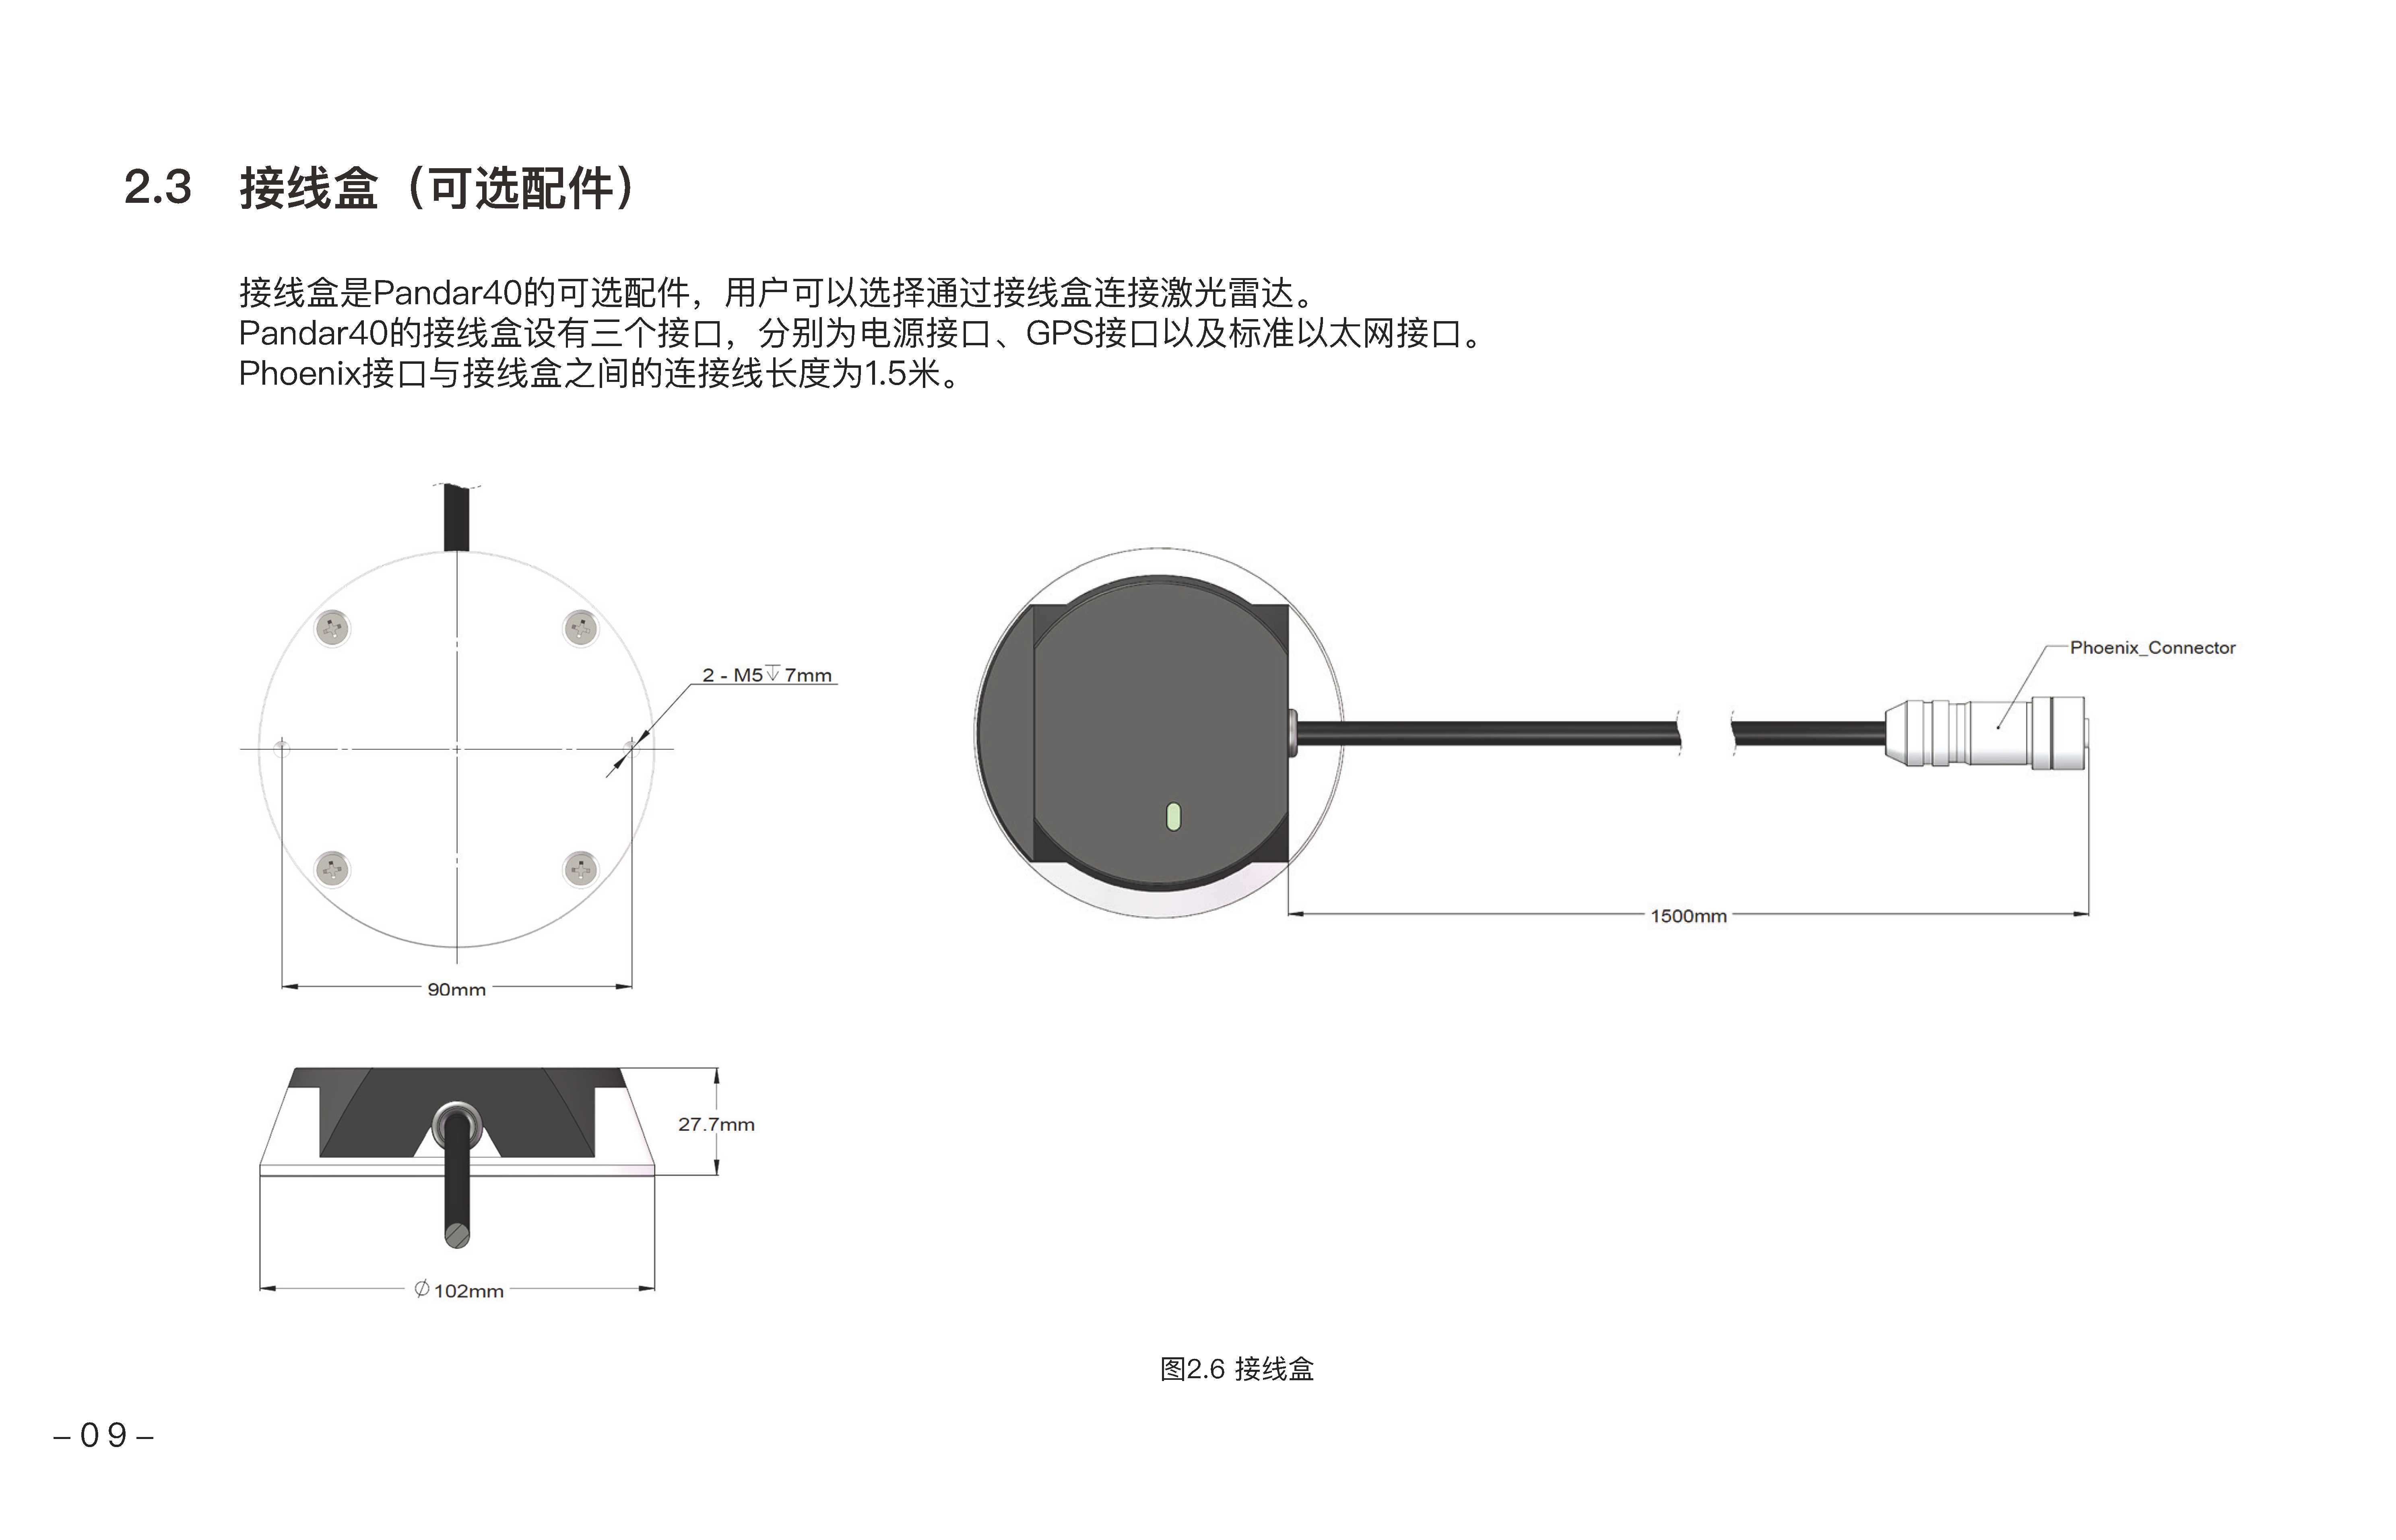 2.3 接线盒（可选配件）
接线盒是Pandar40的可选配件，用户可以选择通过接线盒连接激光雷达。
Pandar40的接线盒设有三个接口，分别为电源接口、GPS接口以及标准以太网接口。
Phoenix接口与接线盒之间的连接线长度为1.5米。
2 - M5↧7mm
Phoenix_Connector
1500mm
90mm
27.7mm
∅102mm
图2.6 接线盒
– 0 9 –